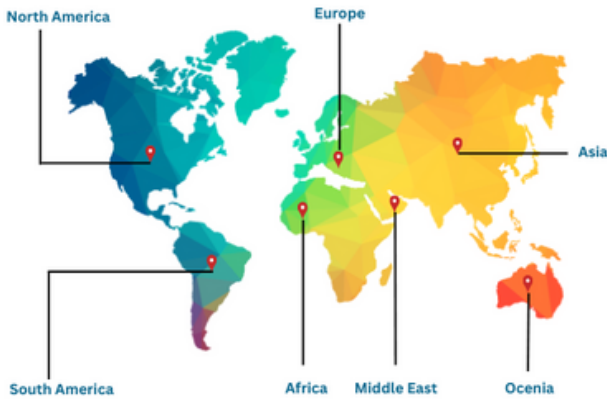 North America
Europe
Asia
South America
Africa
Middle East
Ocenia